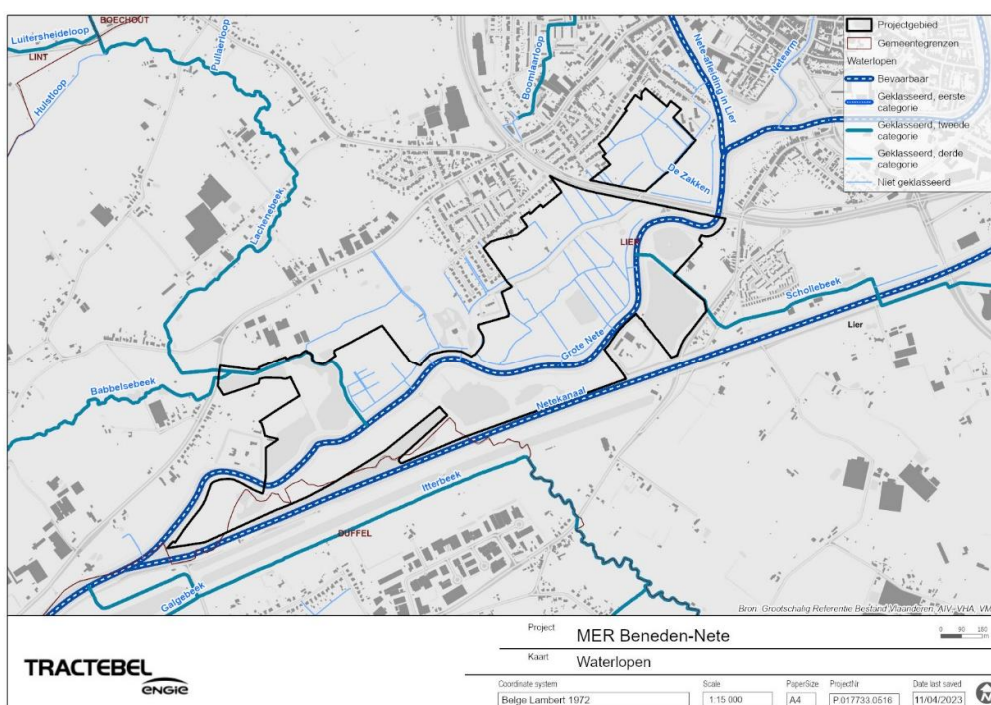 BOECHOUT
Luitersheideloop
LINT
Hulstloop
Pullaerloop
Boomlaarloop
Nete-afleiding in Lier
Netearm
Projectgebied
Gemeentegrenzen
Waterlopen
Bevaarbaar
Geklasseerd, eerste
categorie
Geklasseerd, tweede
categorie
Geklasseerd, derde
categorie
Niet geklasseerd
De Zakken
Lachenebeek
LIER
Schollebeek
Lier
Grote Nete
Babbelsebeek
Netekanaal
Itterbeek
DUFFEL
Galgebeek
Bron: Grootschalig Referentie Bestand Vlaanderen, AIV, VHA, VM
Project MER Beneden-Nete
0 90 180
m
Kaart Waterlopen
TRACTEBEL
ENGIE
Coordinate system Scale PaperSize ProjectNr Date last saved
Belge Lambert 1972 1:15 000 A4 P.017733.0516 11/04/2023
N